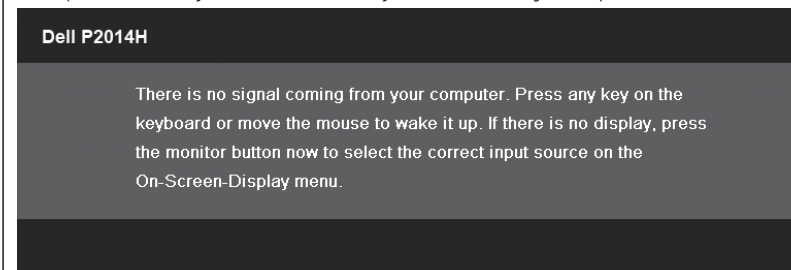 Dell P2014H
There is no signal coming from your computer. Press any key on the
keyboard or move the mouse to wake it up. If there is no display, press
the monitor button now to select the correct input source on the
On-Screen-Display menu.